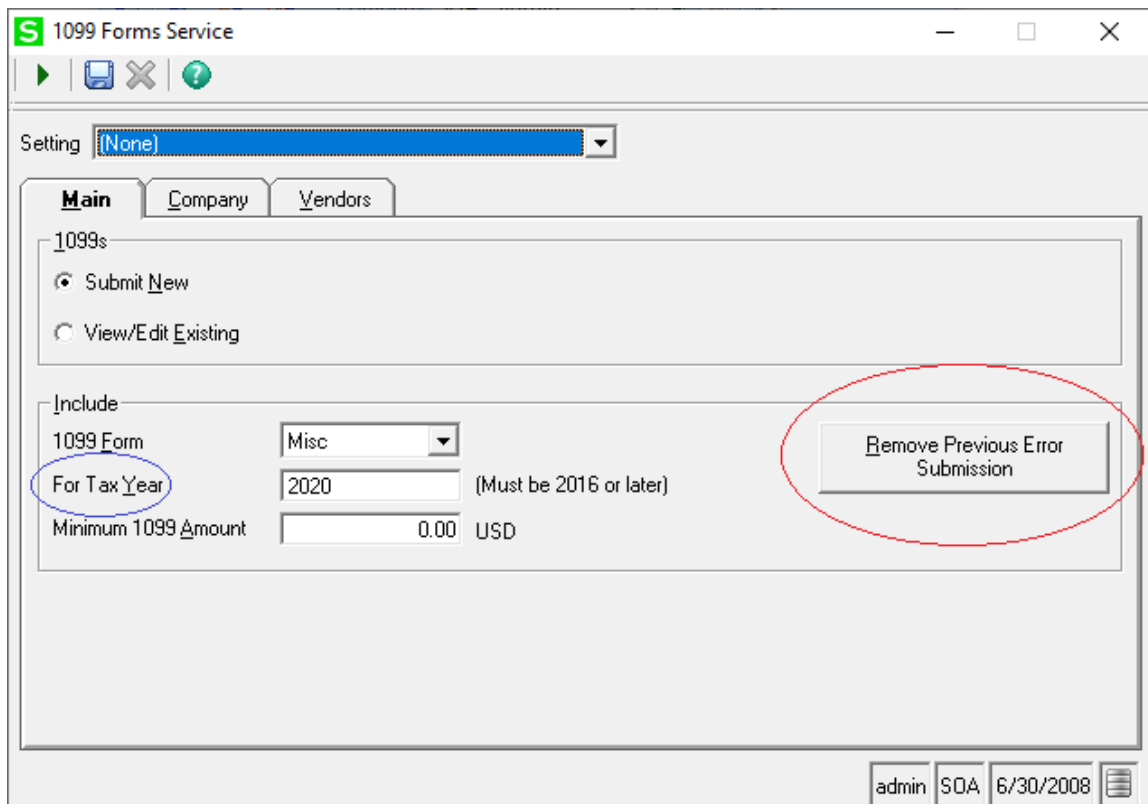 S 1099 Forms Service
Setting (None)
Main Company Vendors
1099s
Submit New
View/Edit Existing
Include
1099 Form Misc
For Tax Year 2020 (Must be 2016 or later)
Minimum 1099 Amount 0.00 USD
Remove Previous Error
Submission
admin SOA 6/30/2008